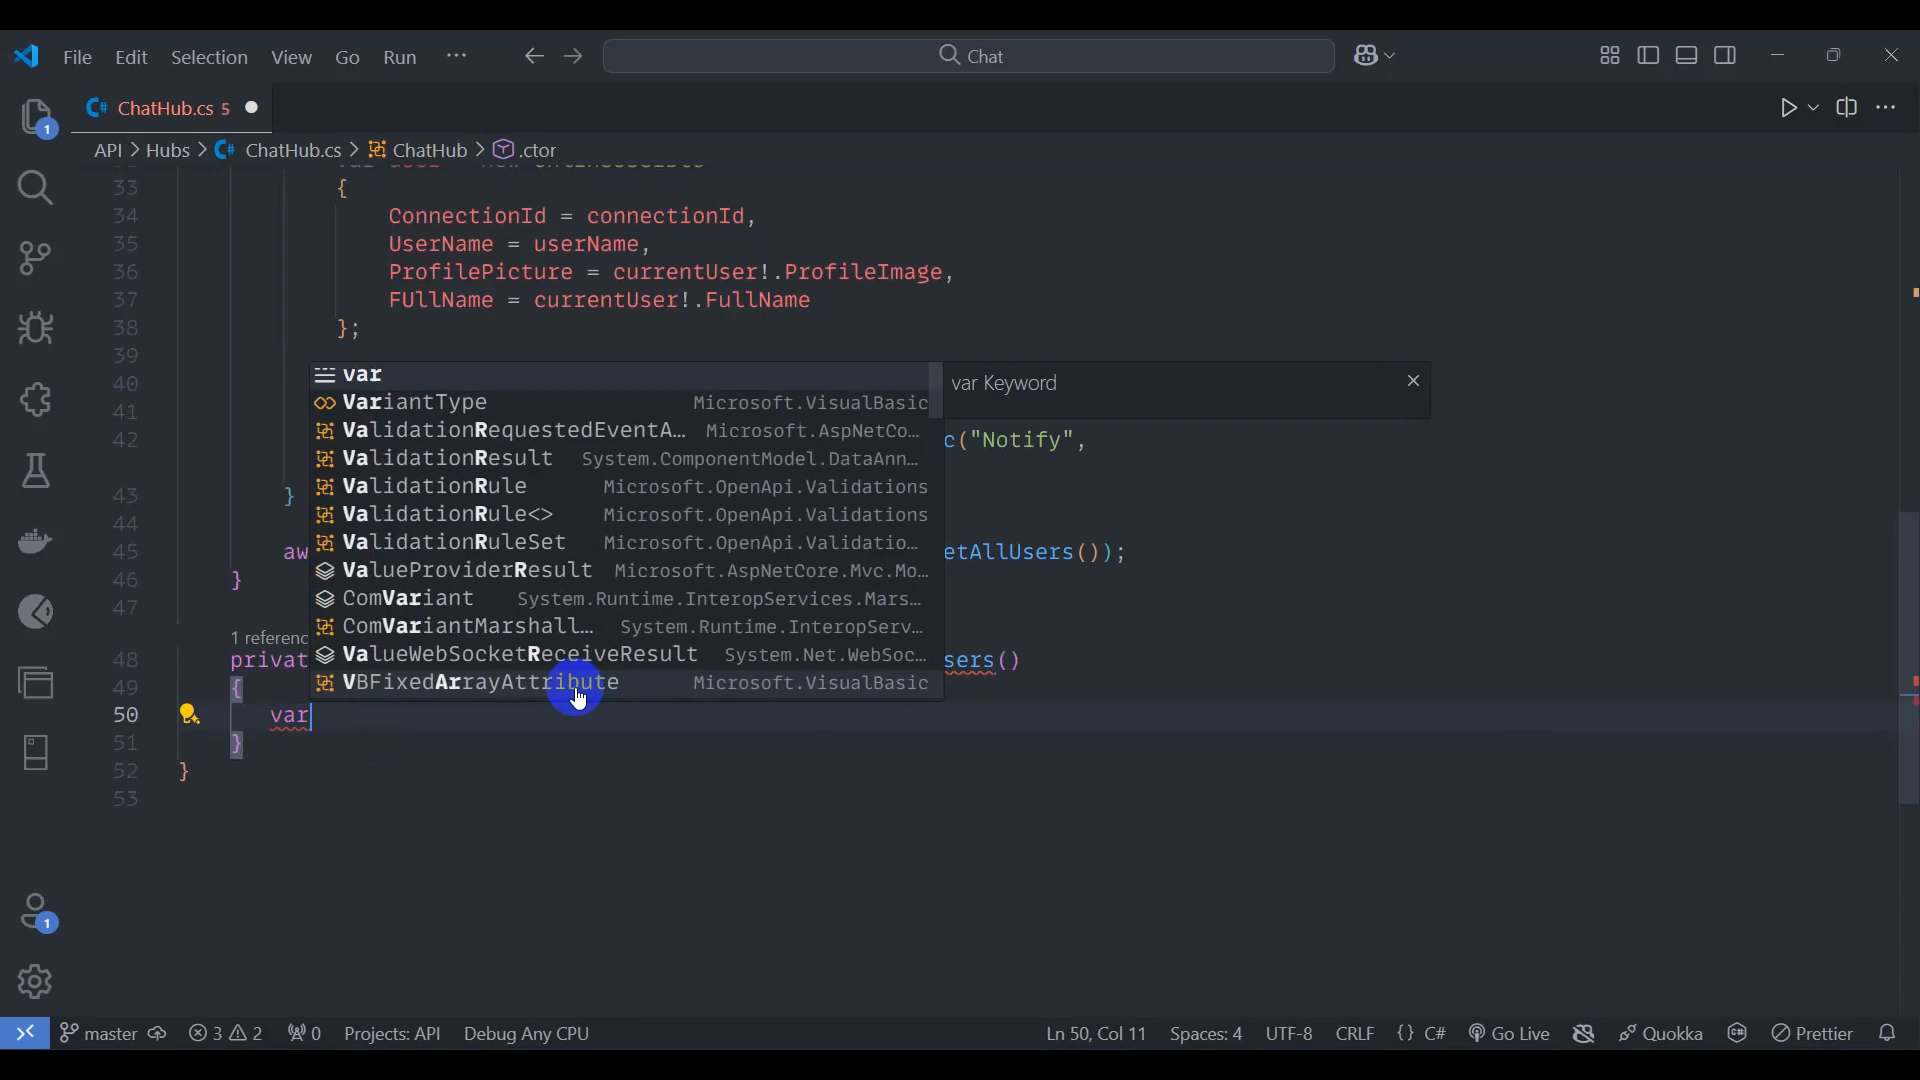 File Edit Selection View Go Run ···
Chat
ChatHub.cs 5
API > Hubs > ChatHub.cs > ChatHub > .ctor
33 {
34 ConnectionId = connectionId,
35 UserName = userName,
36 ProfilePicture = currentUser!.ProfileImage,
37 FUllName = currentUser!.FullName
38 };
39
40
41
42 c("Notify",
43 }
44
45 aw etAllUsers());
46 }
47
1 referenc
48 privat sers()
49 {
50 var
51 }
52 }
53
var
VariantType Microsoft.VisualBasic
ValidationRequestedEventA... Microsoft.AspNetCo...
ValidationResult System.ComponentModel.DataAnn...
ValidationRule Microsoft.OpenApi.Validations
ValidationRule<> Microsoft.OpenApi.Validations
ValidationRuleSet Microsoft.OpenApi.Validatio...
ValueProviderResult Microsoft.AspNetCore.Mvc.Mo...
ComVariant System.Runtime.InteropServices.Mars...
ComVariantMarshall... System.Runtime.InteropServ...
ValueWebSocketReceiveResult System.Net.WebSoc...
VBFixedArrayAttribute Microsoft.VisualBasic
var Keyword
1
1
master 3 2 0 Projects: API Debug Any CPU Ln 50, Col 11 Spaces: 4 UTF-8 CRLF {} C# Go Live Quokka Prettier